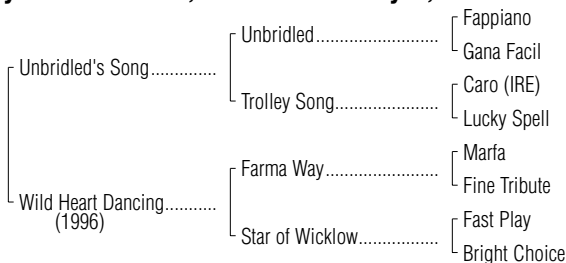 Fappiano
Unbridled
Gana Facil
Unbridled's Song
Caro (IRE)
Trolley Song
Lucky Spell
Marfa
Farma Way
Fine Tribute
Wild Heart Dancing
(1996)
Fast Play
Star of Wicklow
Bright Choice